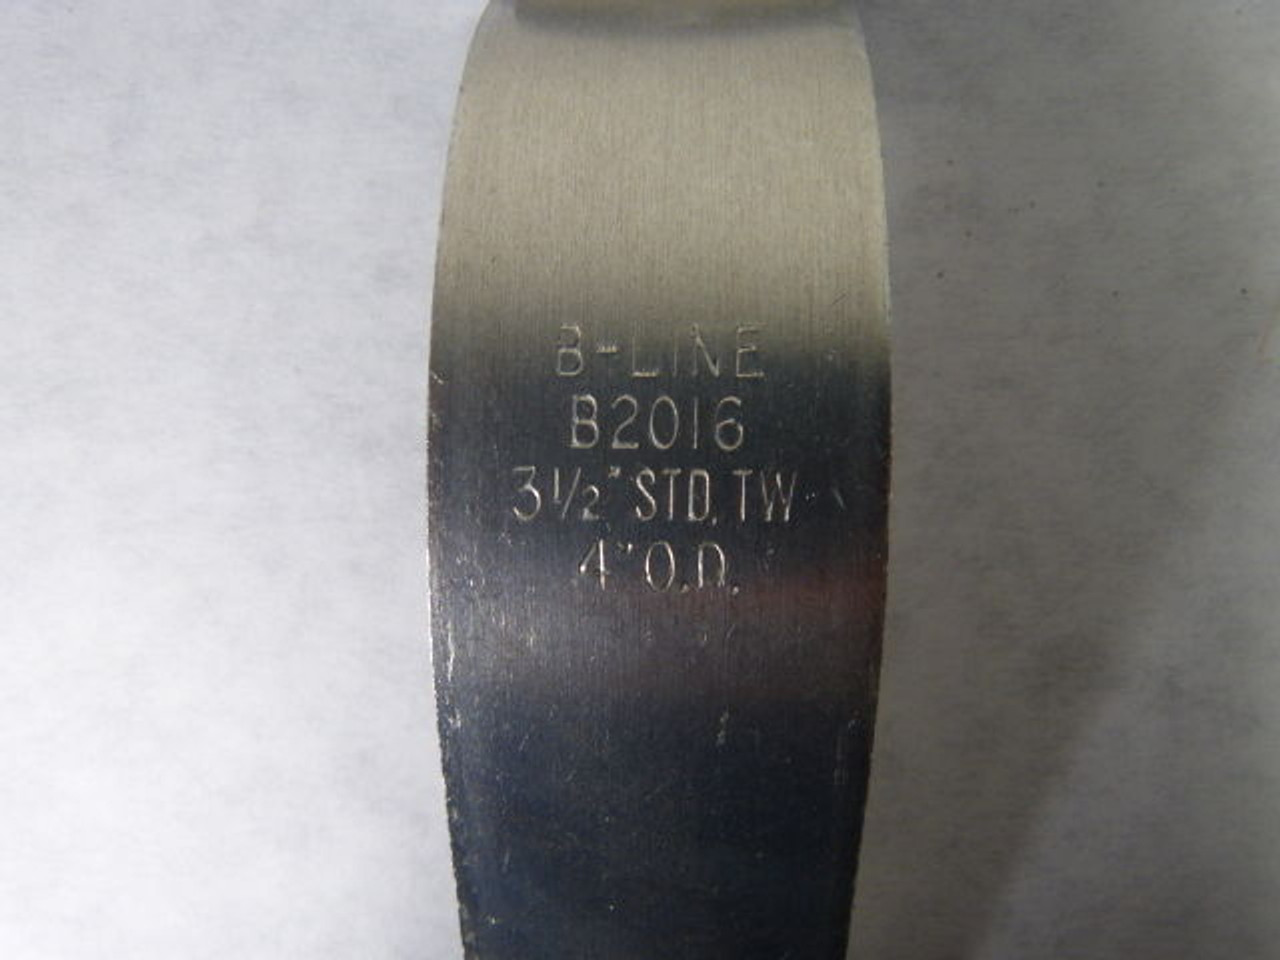 B-LINE
B2016
3½" STD. TW
4" O.D.